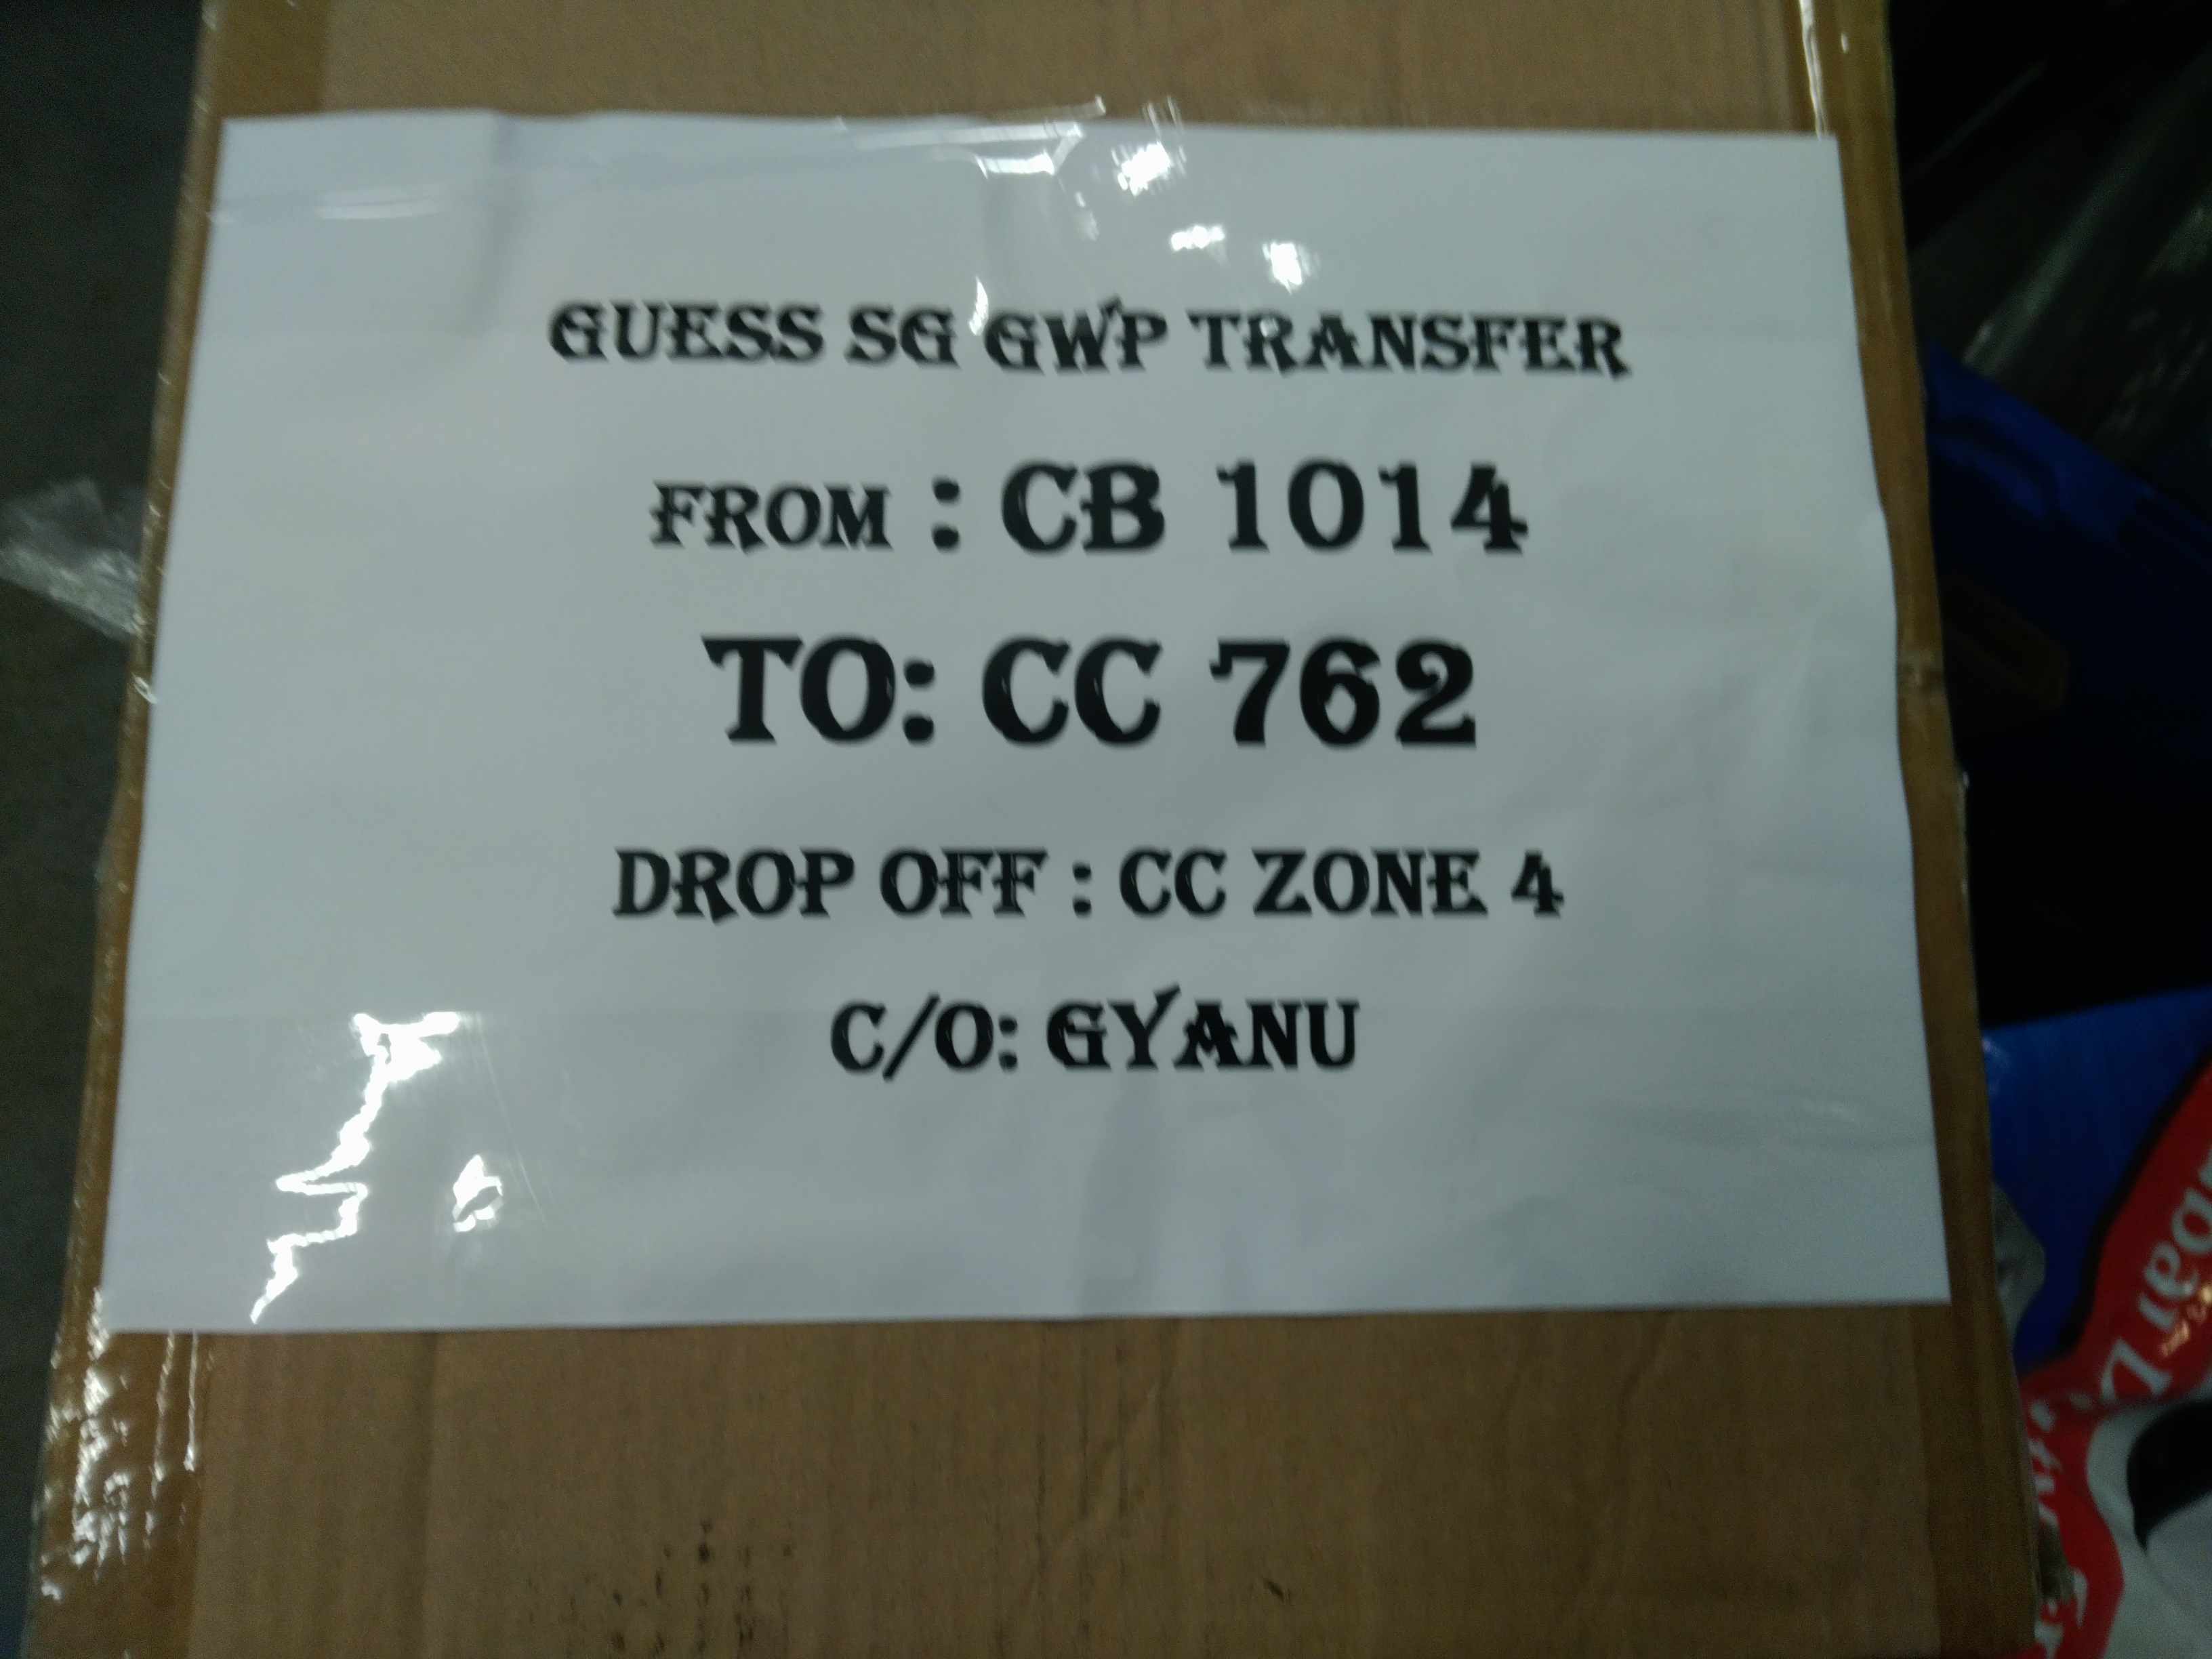 GUESS SG GWP TRANSFER
FROM : CB 1014
TO: CC 762
DROP OFF : CC ZONE 4
C/O: GYANU